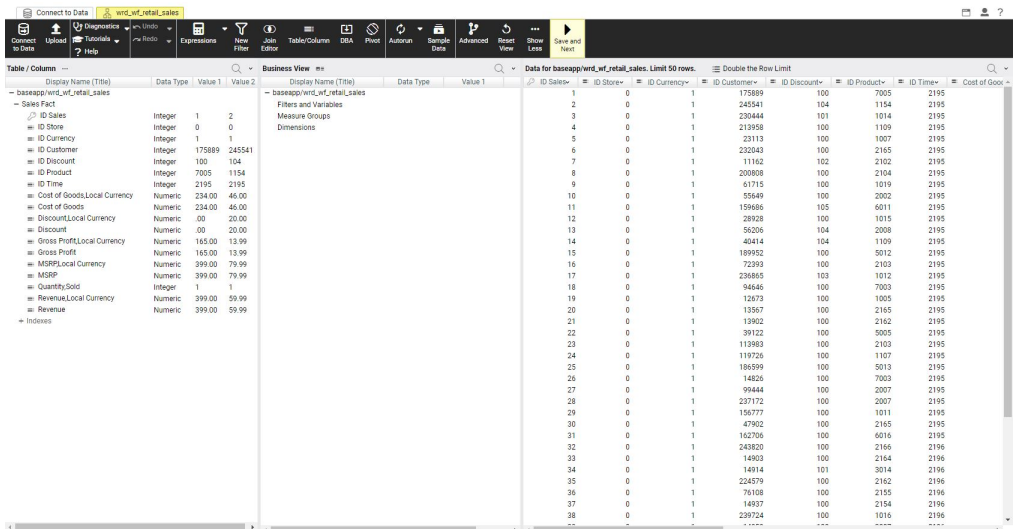 Connect to Data wrd_wf_retail_sales ?
Connect to Data Upload Diagnostics Tutorials ? Help Undo Redo Expressions New Filter Join Editor Table/Column DBA Pivot Autorun Sample Data Advanced Reset View Show Less Save and Next
Table / Column Business View Data for baseapp/wrd_wf_retail_sales. Limit 50 rows. Double the Row Limit
Display Name (Title) Data Type Value 1 Value 2 Display Name (Title) Data Type Value 1 ID Sales ID Store ID Currency ID Customer ID Discount ID Product ID Time Cost of Good
baseapp/wrd_wf_retail_sales baseapp/wrd_wf_retail_sales 1 0 1 175889 100 7005 2195
Sales Fact Filters and Variables 2 0 1 245541 104 1154 2195
ID Sales Integer 1 2 Measure Groups 3 0 1 230444 101 1014 2195
ID Store Integer 0 0 Dimensions 4 0 1 213958 100 1109 2195
ID Currency Integer 1 1 5 0 1 23113 100 1007 2195
ID Customer Integer 175889 245541 6 0 1 232043 100 2165 2195
ID Discount Integer 100 104 7 0 1 11162 102 2102 2195
ID Product Integer 7005 1154 8 0 1 200808 100 2104 2195
ID Time Integer 2195 2195 9 0 1 61715 100 1019 2195
Cost of Goods,Local Currency Numeric 234.00 46.00 10 0 1 55649 100 2002 2195
Cost of Goods Numeric 234.00 46.00 11 0 1 159686 105 6011 2195
Discount,Local Currency Numeric .00 20.00 12 0 1 28928 100 1015 2195
Discount Numeric .00 20.00 13 0 1 56206 104 2008 2195
Gross Profit,Local Currency Numeric 165.00 13.99 14 0 1 40414 104 1109 2195
Gross Profit Numeric 165.00 13.99 15 0 1 189952 100 5012 2195
MSRP,Local Currency Numeric 399.00 79.99 16 0 1 72393 100 2103 2195
MSRP Numeric 399.00 79.99 17 0 1 236865 103 1012 2195
Quantity,Sold Integer 1 1 18 0 1 94646 100 7003 2195
Revenue,Local Currency Numeric 399.00 59.99 19 0 1 12673 100 1005 2195
Revenue Numeric 399.00 59.99 20 0 1 13567 100 2165 2195
Indexes 21 0 1 13902 100 2162 2195
22 0 1 39122 100 5005 2195
23 0 1 113983 100 2103 2195
24 0 1 119726 100 1107 2195
25 0 1 186599 100 5013 2195
26 0 1 14826 100 7003 2195
27 0 1 99444 100 2007 2195
28 0 1 237172 100 2007 2195
29 0 1 156777 100 1011 2195
30 0 1 47902 100 2165 2195
31 0 1 162706 100 6016 2195
32 0 1 243820 100 2166 2196
33 0 1 14903 100 2164 2196
34 0 1 14914 101 3014 2196
35 0 1 224579 100 2162 2196
36 0 1 76108 100 2155 2196
37 0 1 14937 100 2154 2196
38 0 1 239724 100 1016 2196